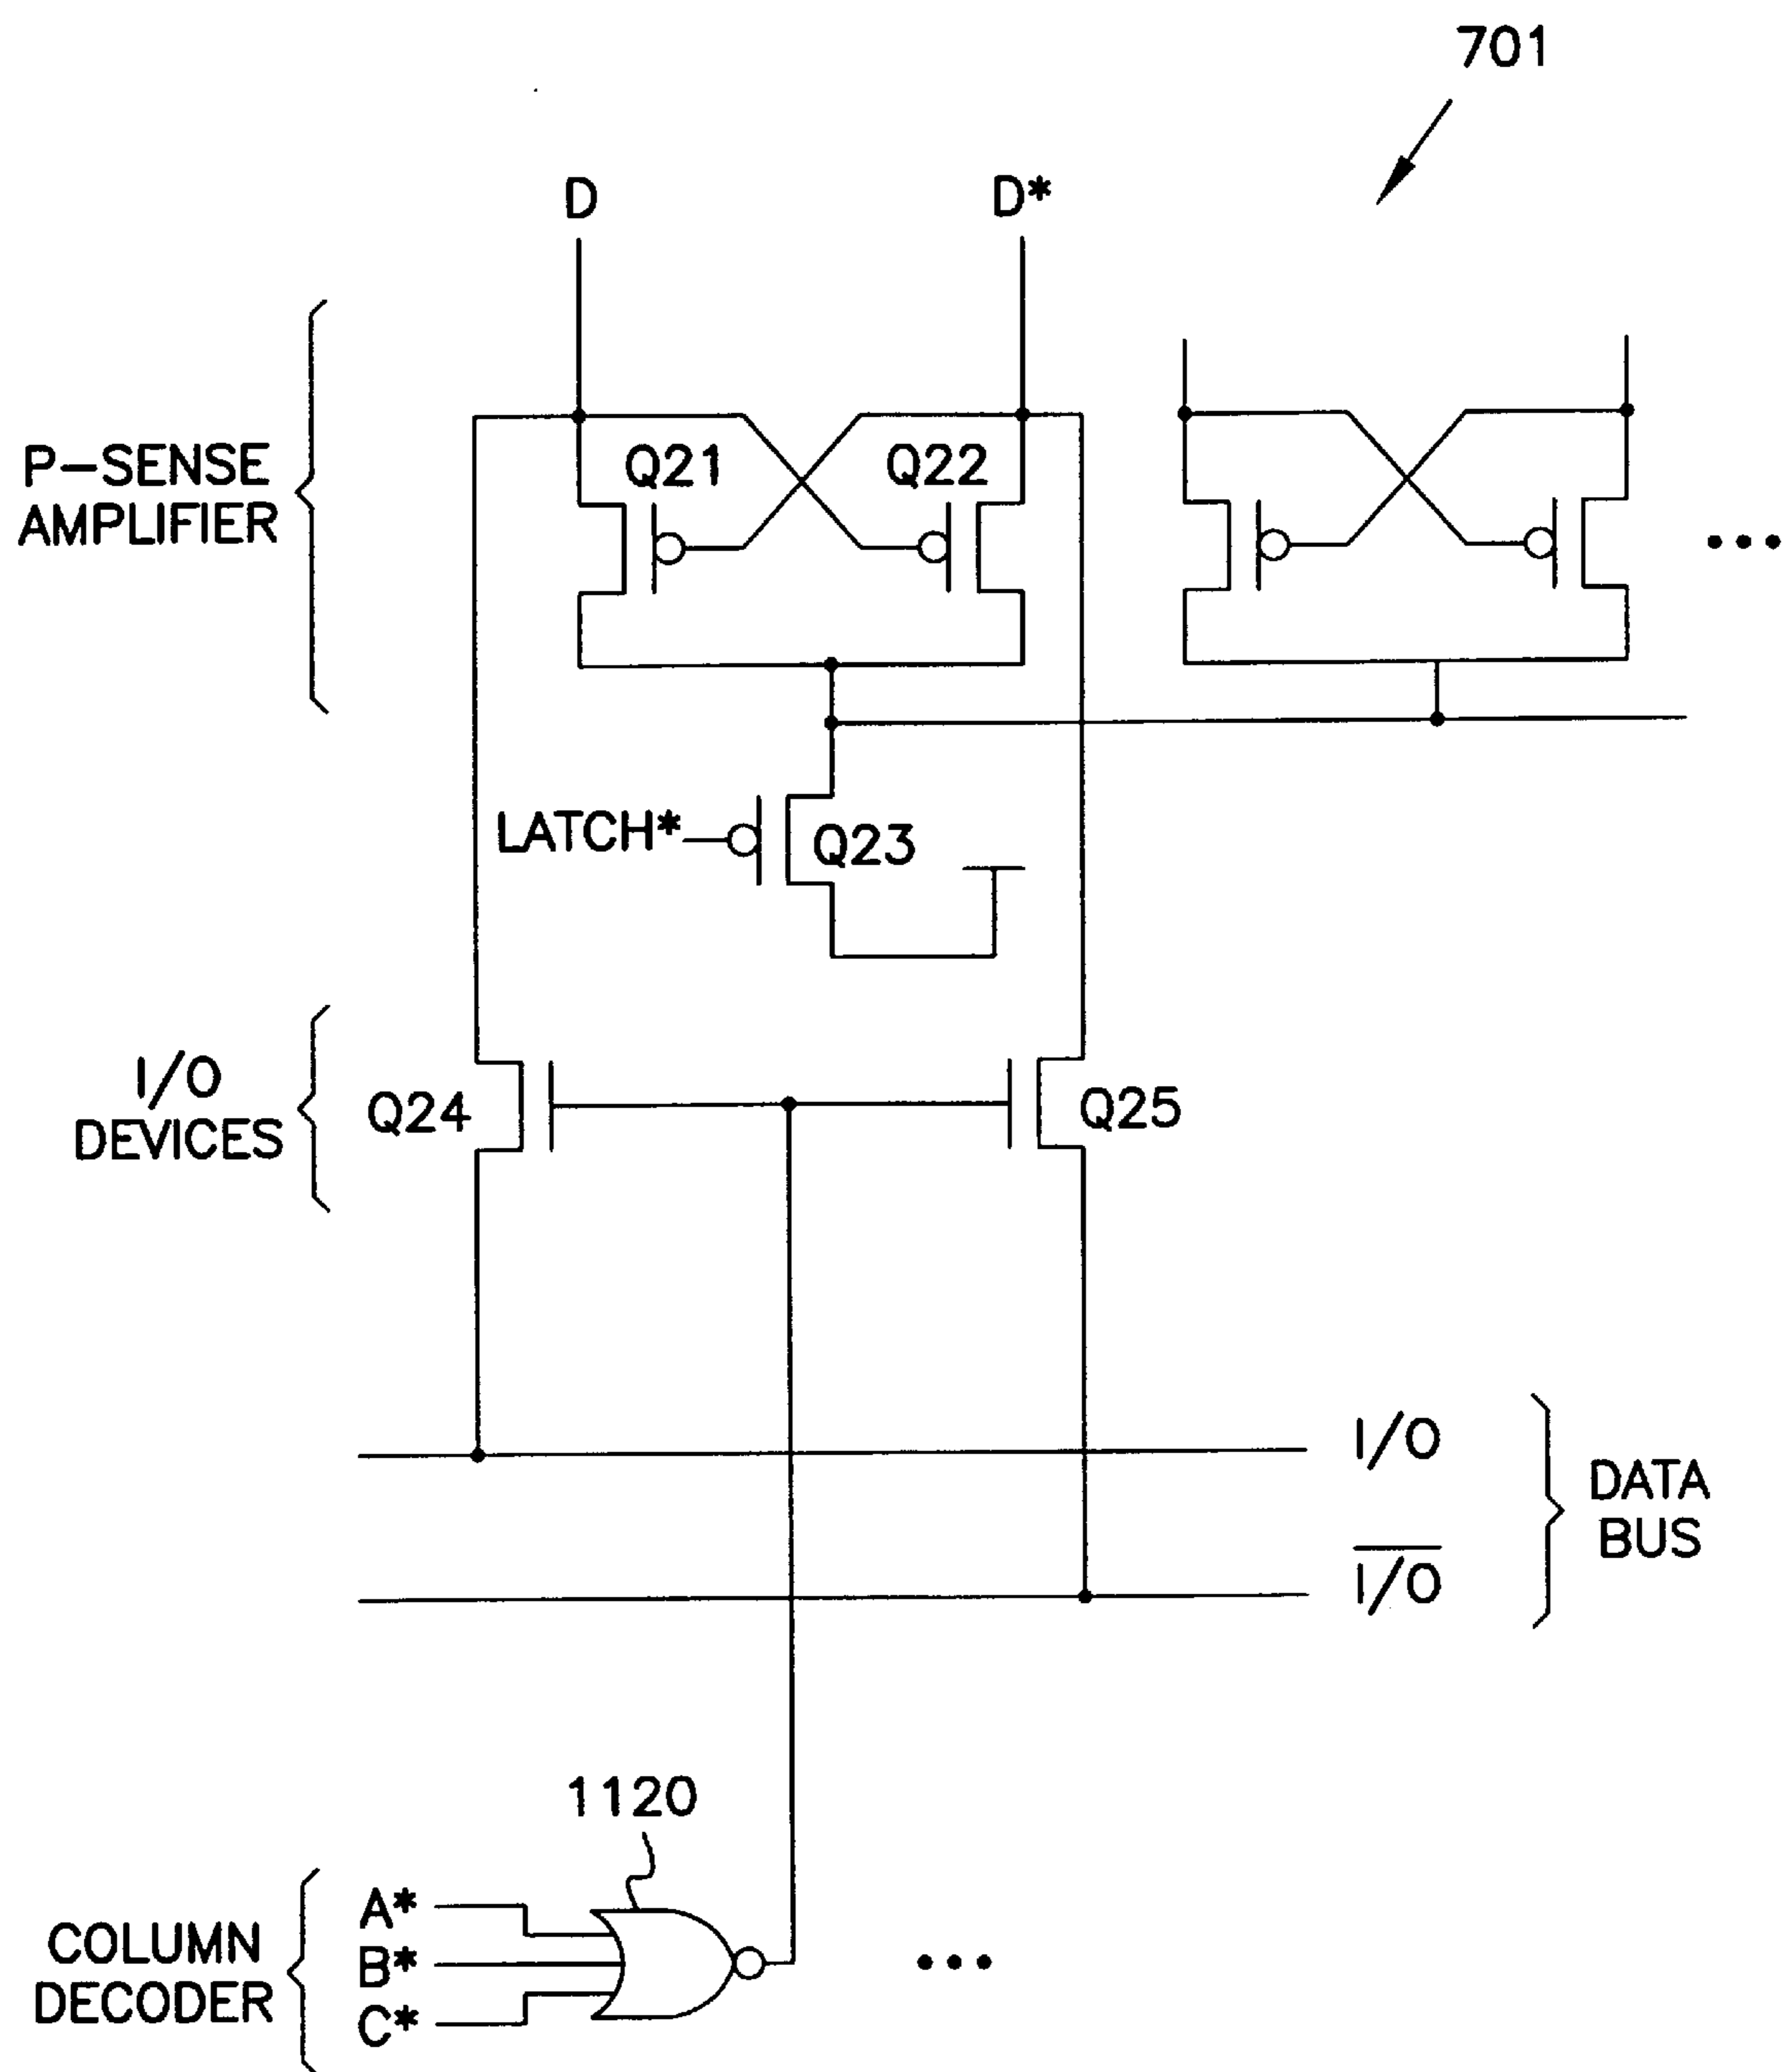 701
D
D*
P-SENSE
AMPLIFIER
Q21
Q22
LATCH*
Q23
I/O
DEVICES
Q24
Q25
I/O
I/O
DATA
BUS
1120
COLUMN
DECODER
A*
B*
C*